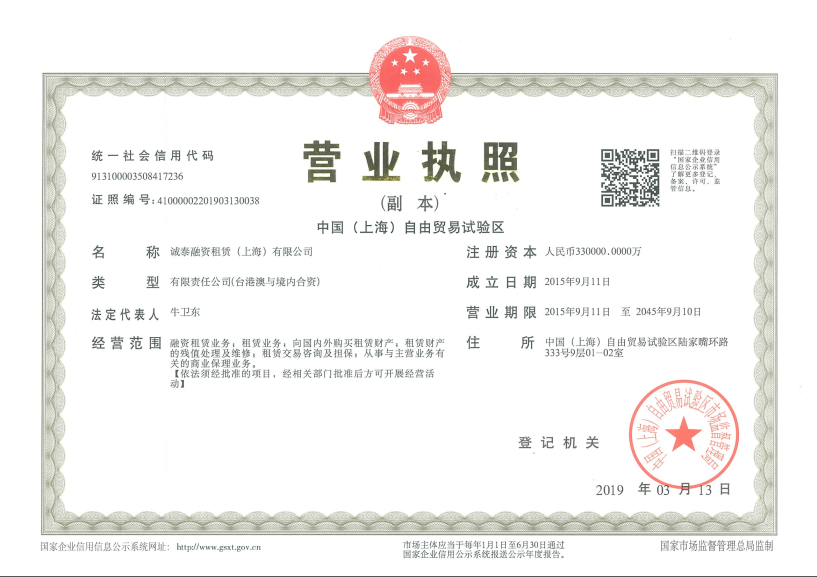 统一社会信用代码
913100003508417236
证照编号:41000002201903130038
营业执照
(副 本)
中国（上海）自由贸易试验区
扫描二维码登录
“国家企业信用
信息公示系统”
了解更多登记、
备案、许可、监
管信息。
名 称 诚泰融资租赁（上海）有限公司
类 型 有限责任公司(台港澳与境内合资)
法定代表人 牛卫东
经营范围 融资租赁业务；租赁业务；向国内外购买租赁财产；租赁财产
的残值处理及维修；租赁交易咨询及担保；从事与主营业务有
关的商业保理业务。
【依法须经批准的项目，经相关部门批准后方可开展经营活
动】
注册资本 人民币330000.0000万
成立日期 2015年9月11日
营业期限 2015年9月11日 至 2045年9月10日
住 所 中国（上海）自由贸易试验区陆家嘴环路
333号9层01-02室
登记机关
中国(上海)自由贸易试验区市场监督管理局
2019 年 03 月 13 日
国家企业信用信息公示系统网址：http://www.gsxt.gov.cn
市场主体应当于每年1月1日至6月30日通过
国家企业信用公示系统报送公示年度报告。
国家市场监督管理总局监制